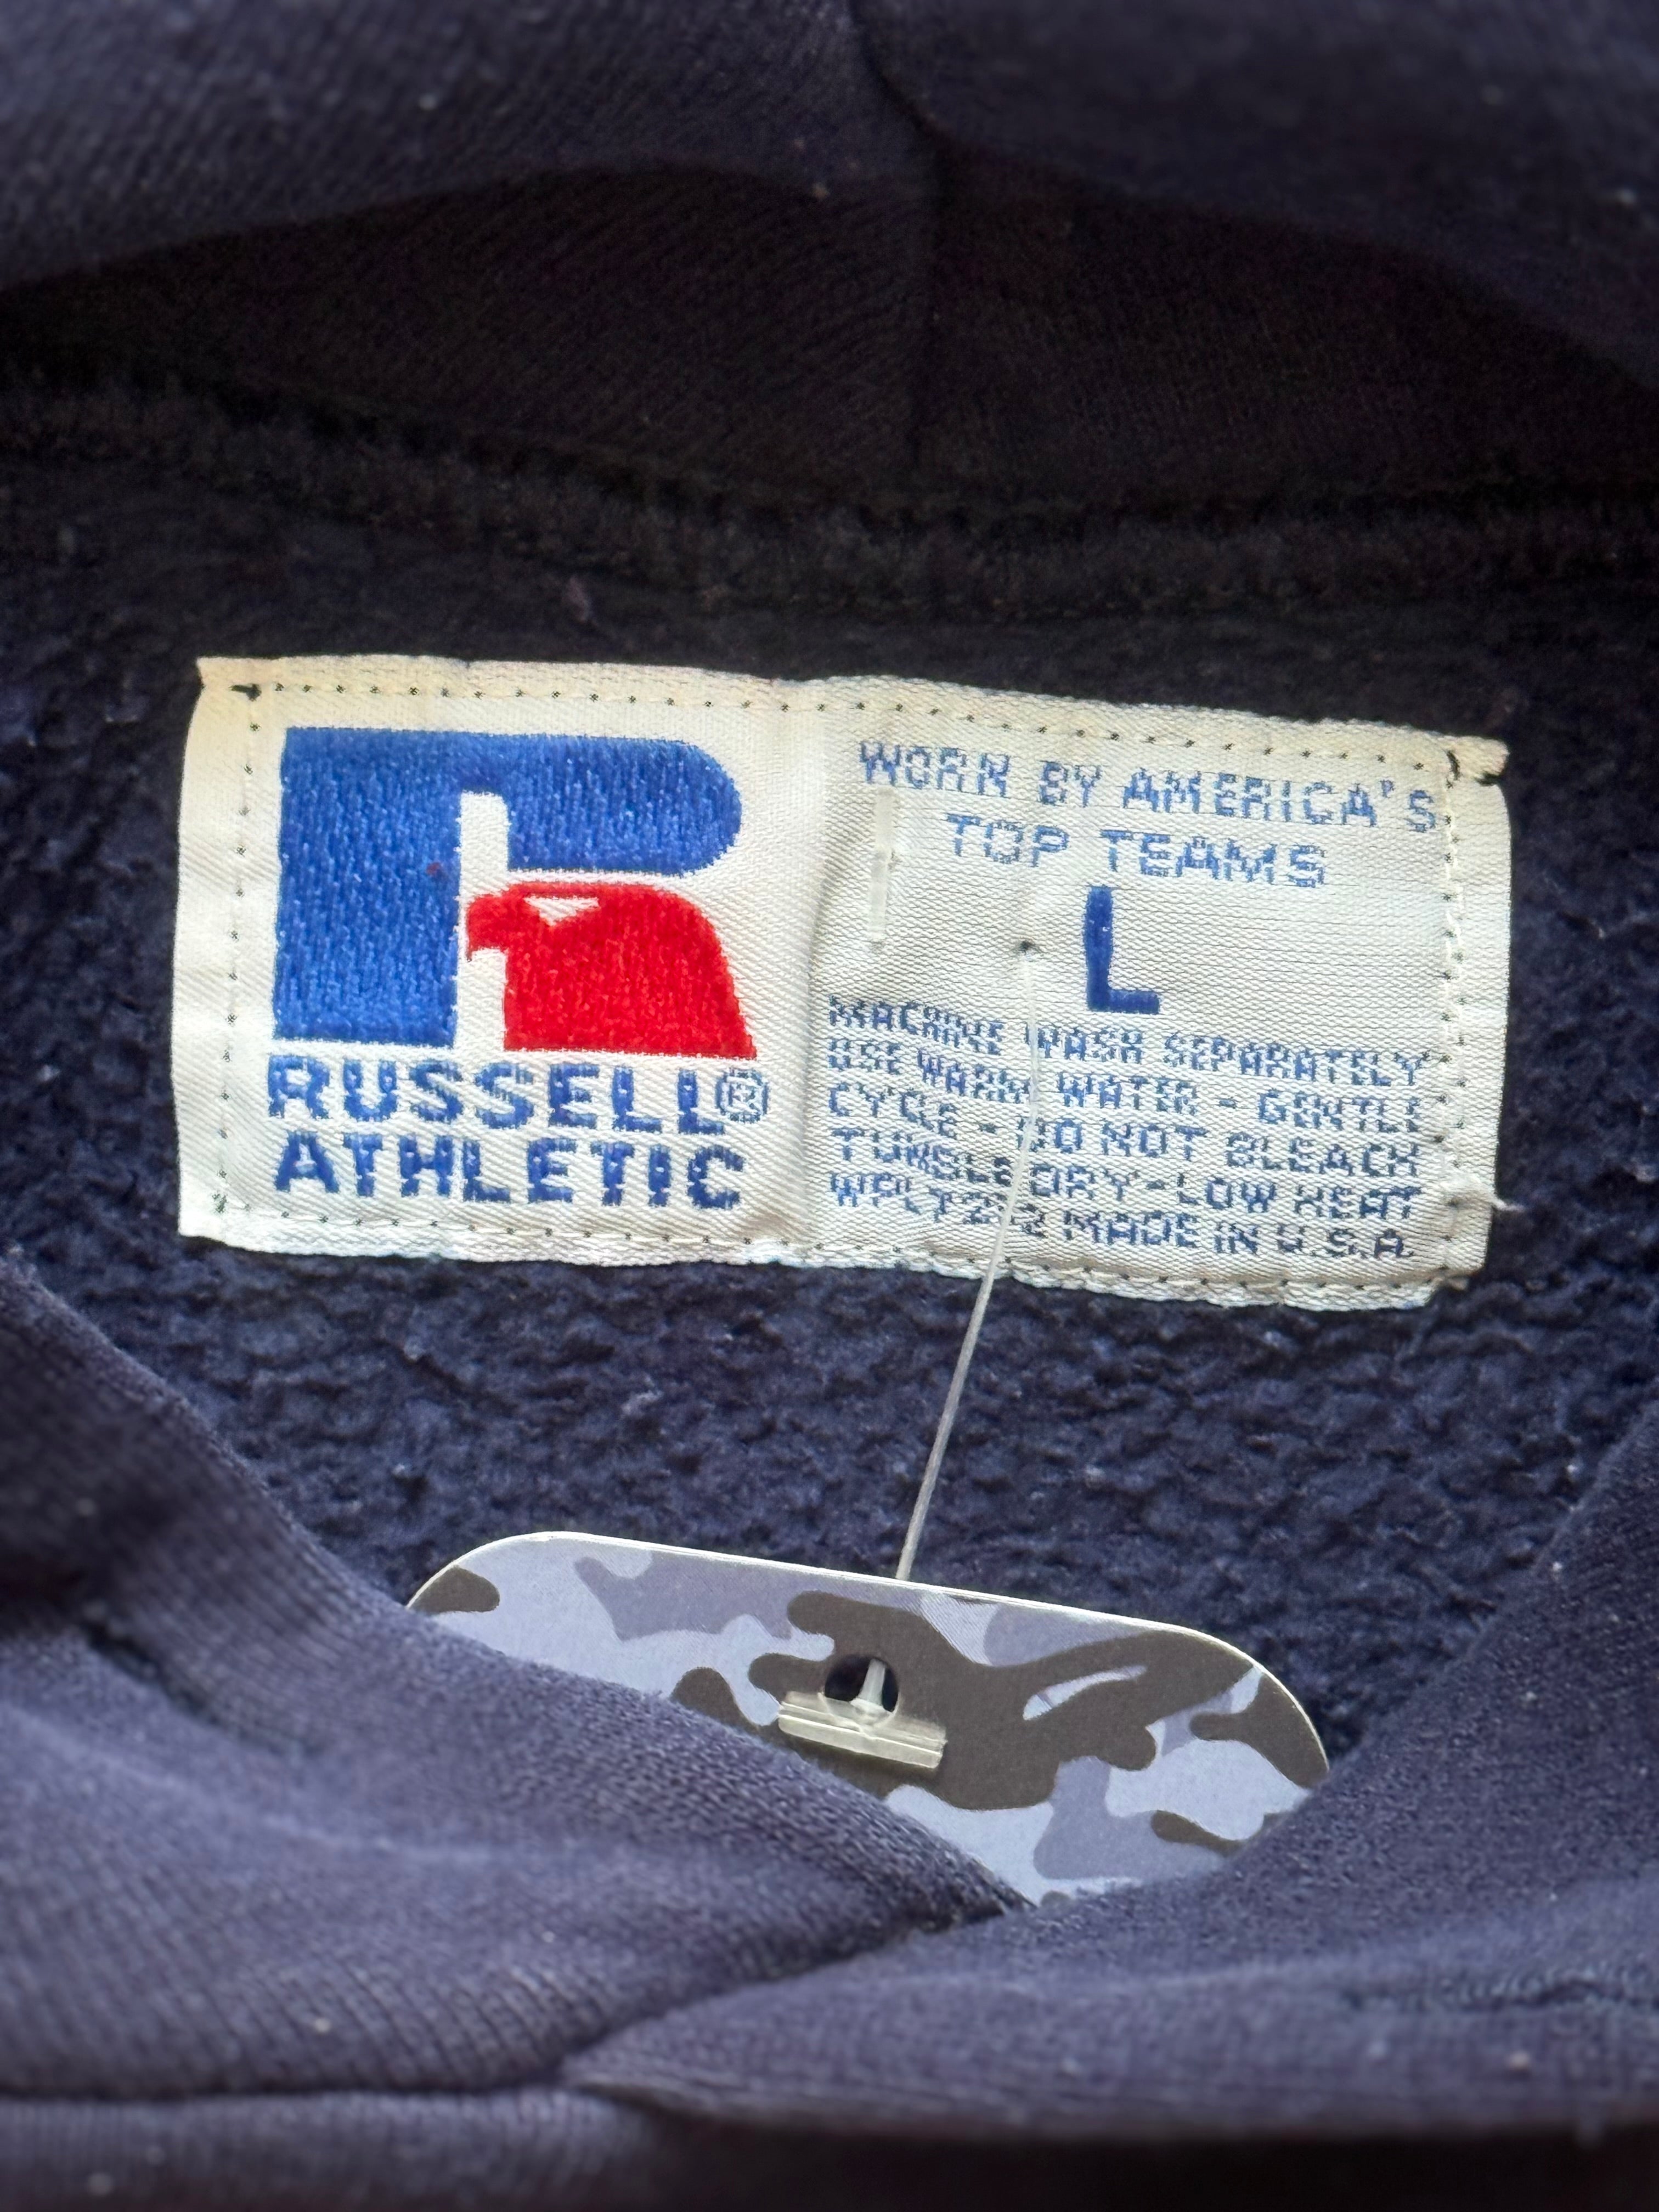 RUSSELL®
ATHLETIC
WORN BY AMERICA'S
TOP TEAMS
L
MACHINE WASH SEPARATELY
USE WARM WATER - GENTLE
CYCLE - DO NOT BLEACH
TUMBLE DRY - LOW HEAT
MADE IN U.S.A.